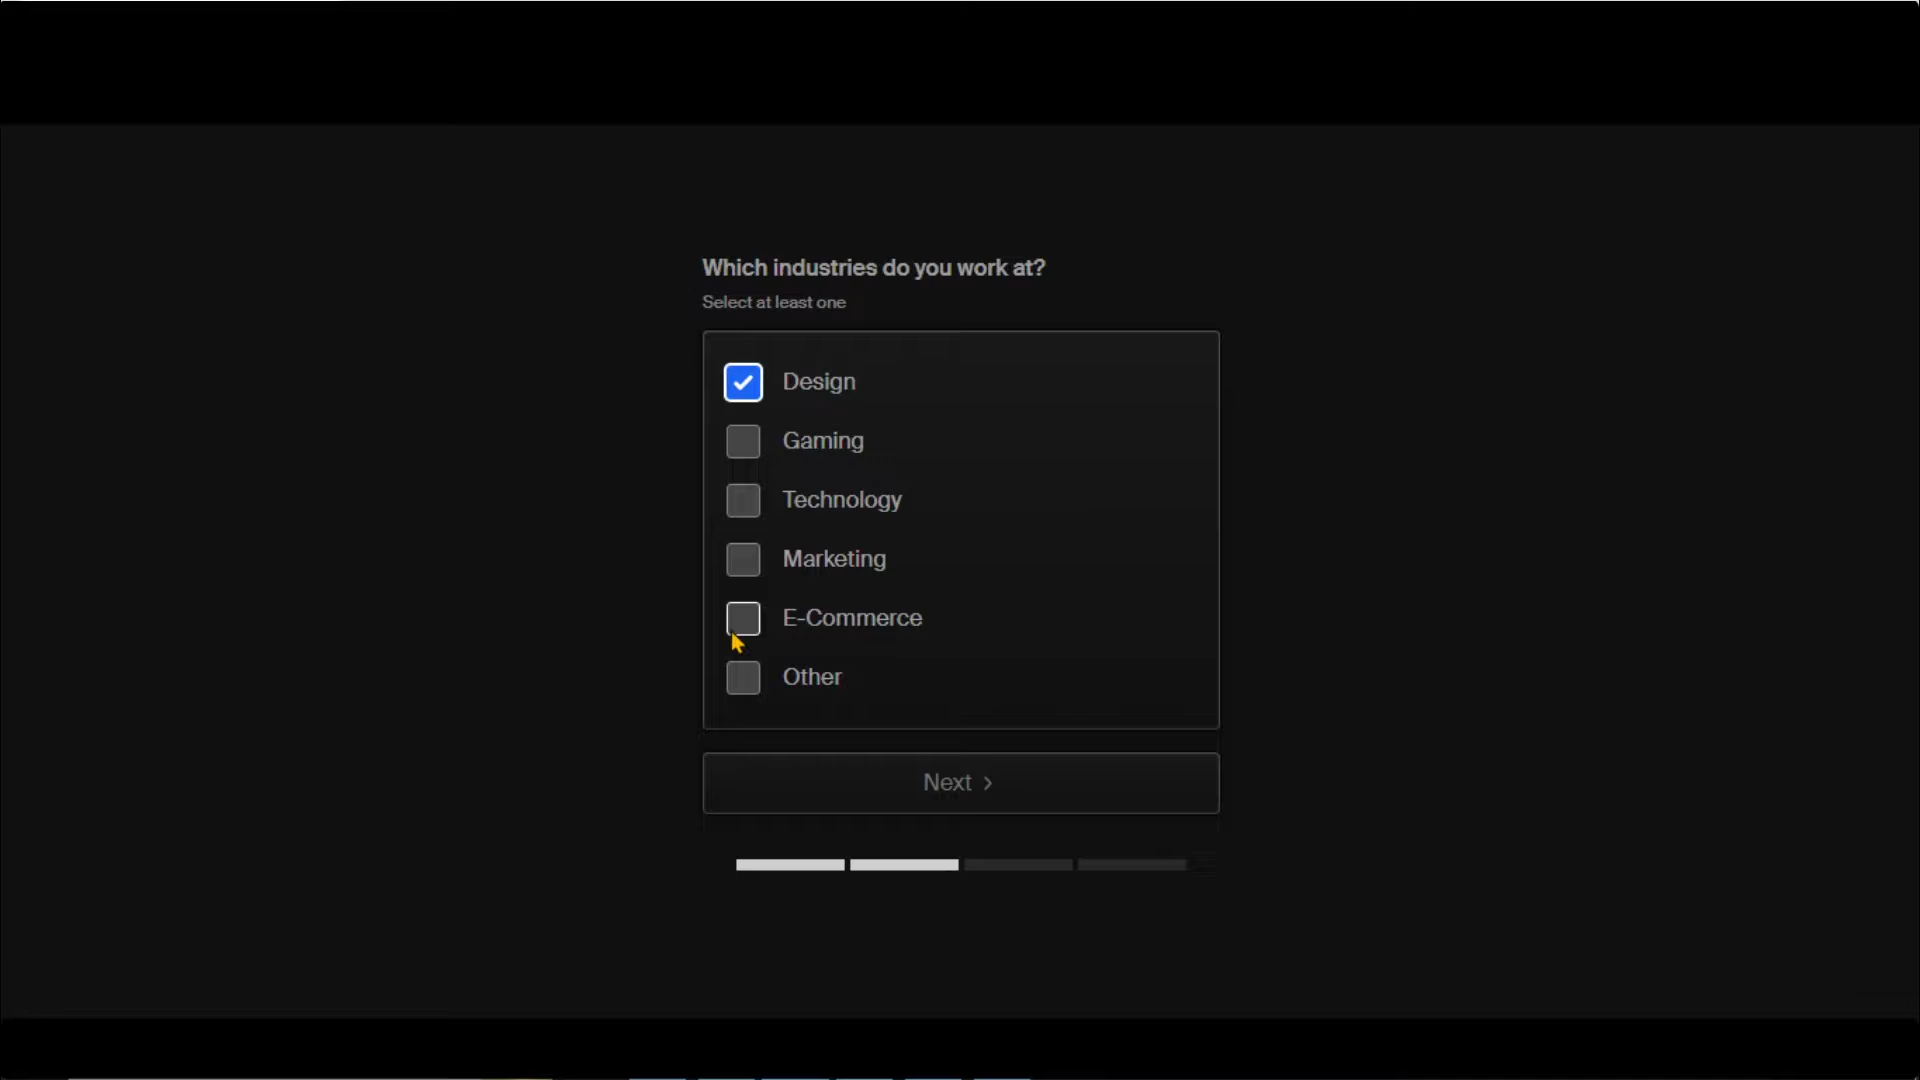 Which industries do you work at?
Select at least one
Design
Gaming
Technology
Marketing
E-Commerce
Other
Next